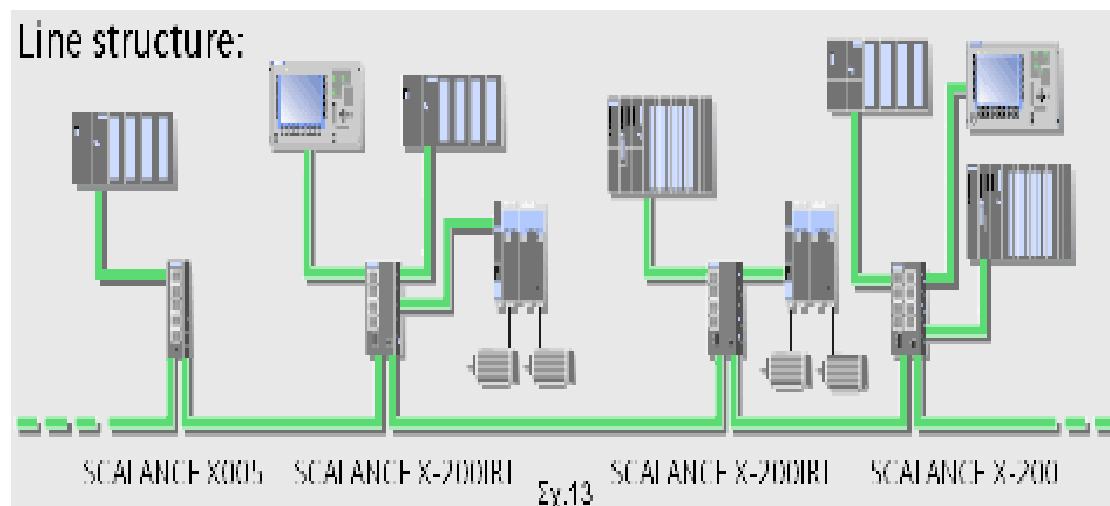 Line structure:
SCALANCE X005
SCALANCE X-200IRT
SCALANCE X-200IRT
SCALANCE X-200
Σχ.13